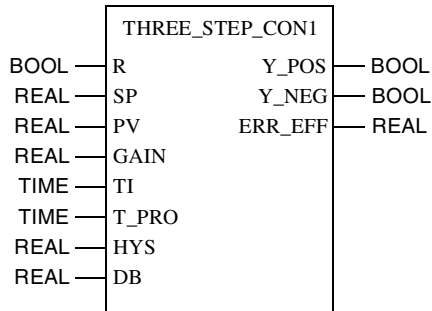 THREE_STEP_CON1
BOOL R Y_POS BOOL
REAL SP Y_NEG BOOL
REAL PV ERR_EFF REAL
REAL GAIN
TIME TI
TIME T_PRO
REAL HYS
REAL DB